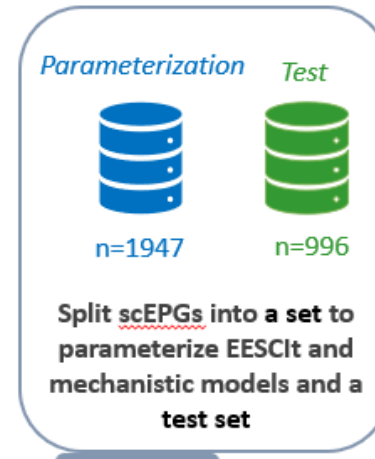 Parameterization Test
n=1947 n=996
Split scEPGs into a set to
parameterize EESCIt and
mechanistic models and a
test set